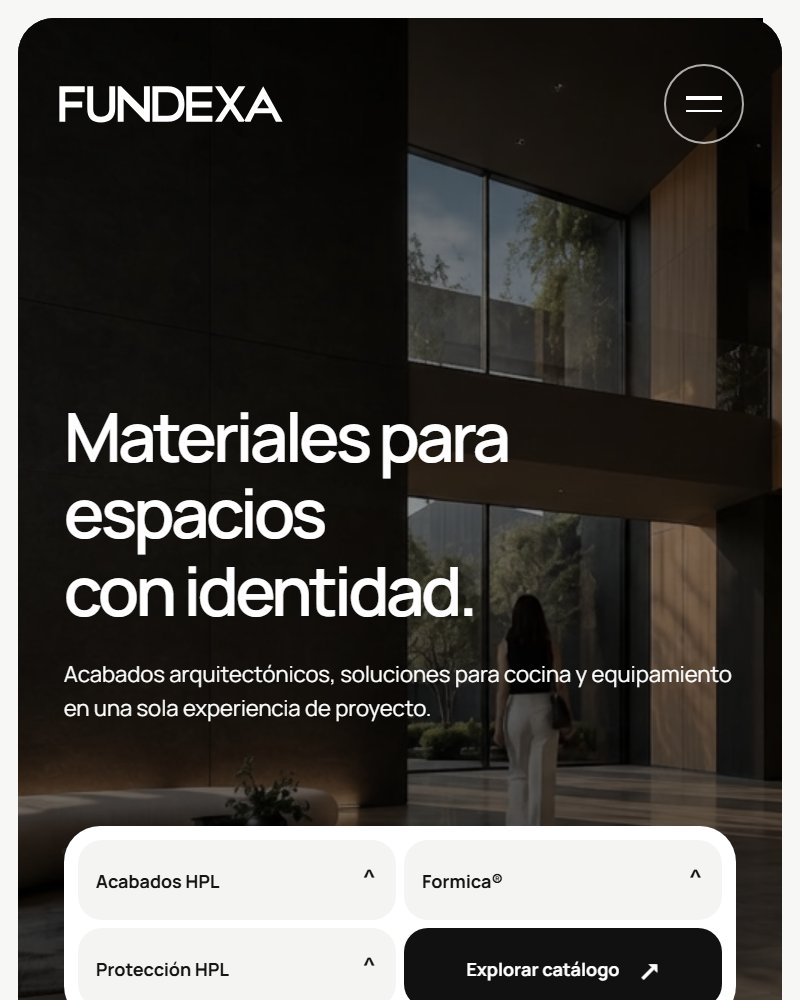 FUNDEXA
Materiales para
espacios
con identidad.
Acabados arquitectónicos, soluciones para cocina y equipamiento
en una sola experiencia de proyecto.
Acabados HPL ^
Formica® ^
Protección HPL ^
Explorar catálogo ↗